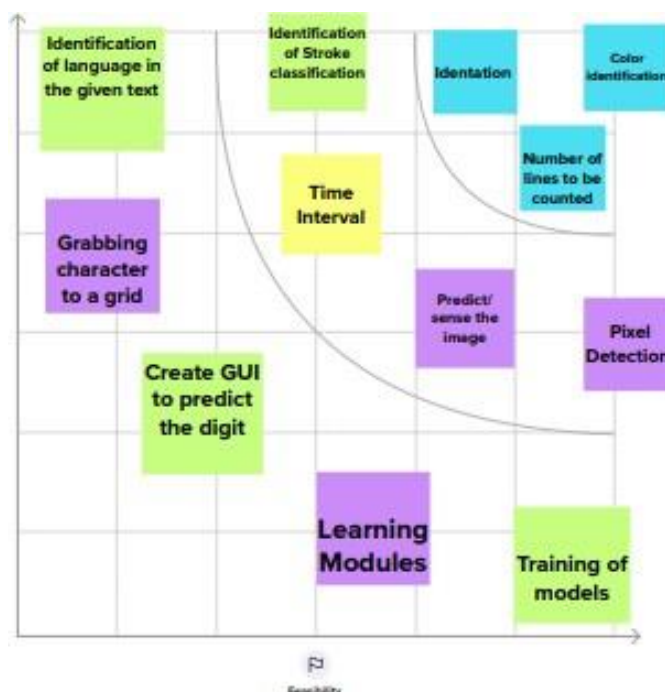 Identification
of language in
the given text
Identification
of Stroke
classification
Identation
Color
identification
Number of
lines to be
counted
Time
Interval
Grabbing
character
to a grid
Predict/
sense the
image
Pixel
Detection
Create GUI
to predict
the digit
Learning
Modules
Training of
models
Feasibility